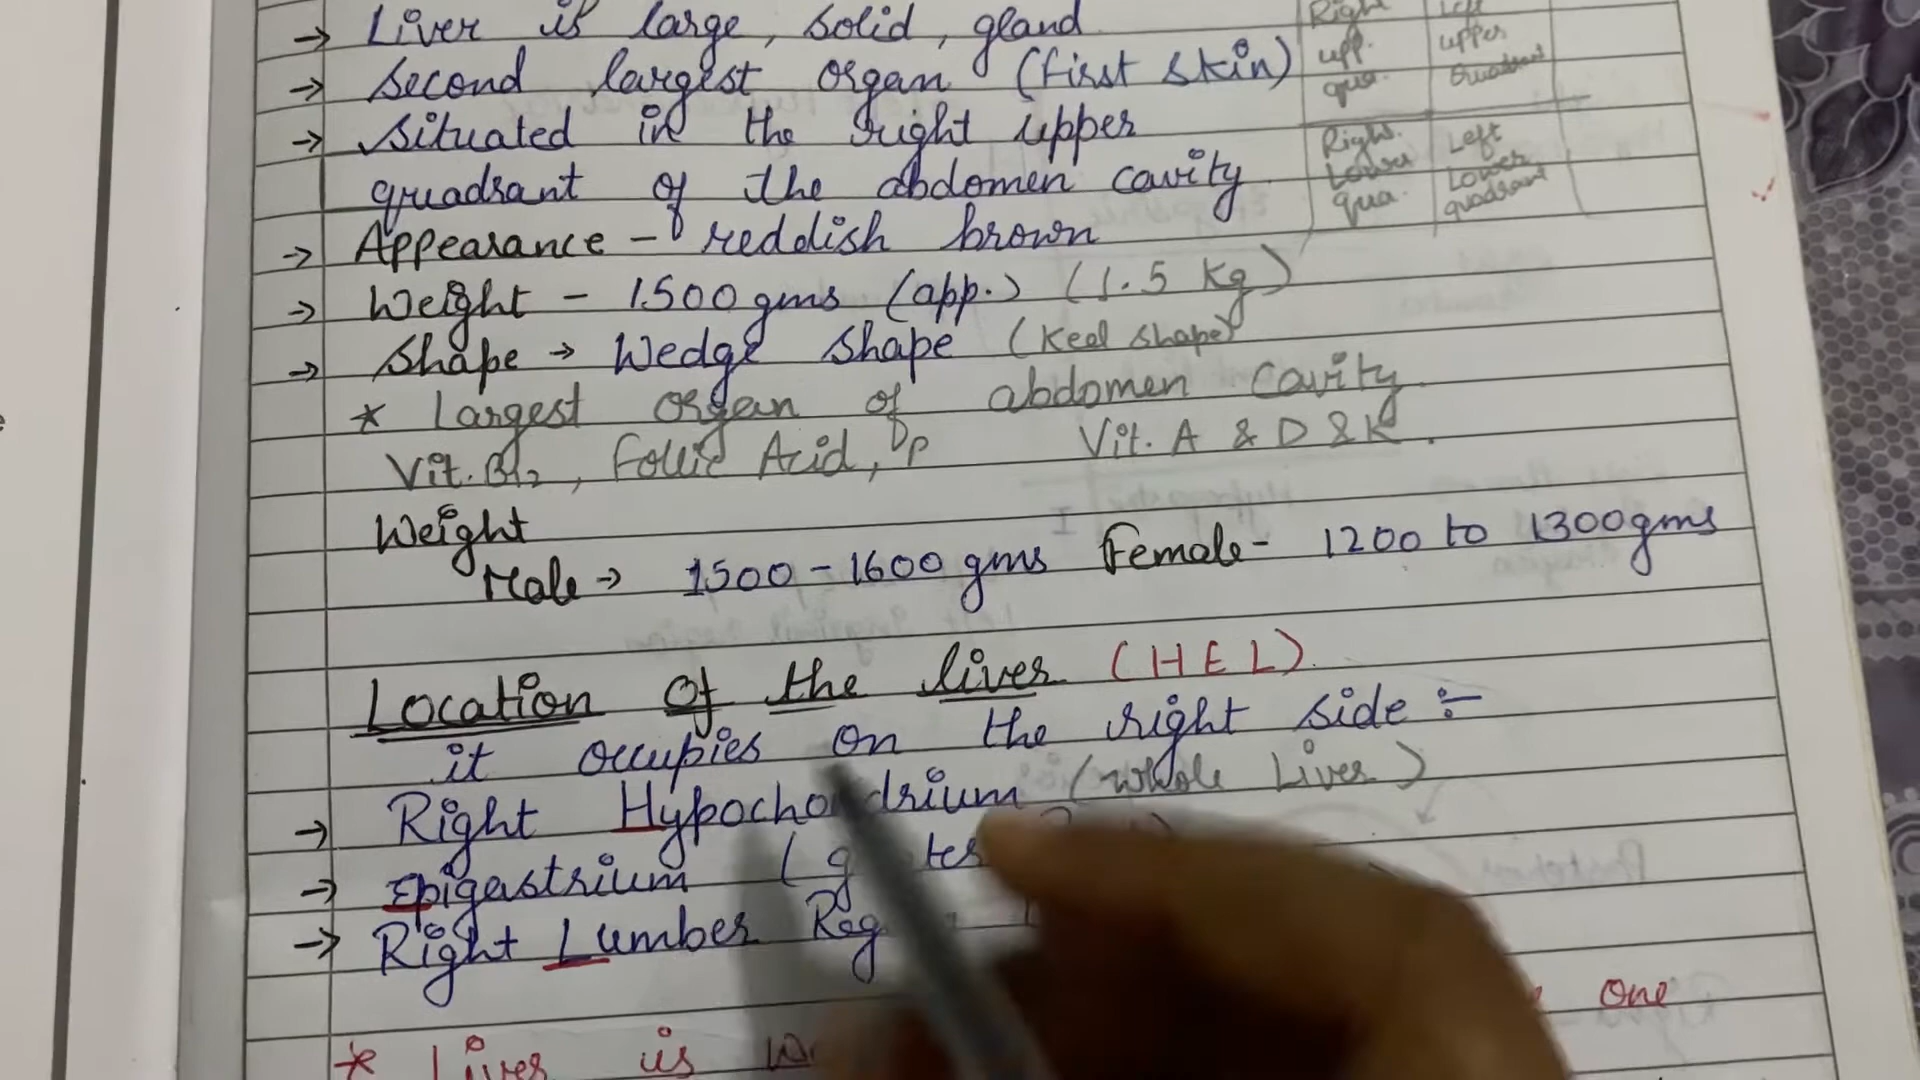 → Liver is large, solid, gland
→ Second largest organ (first skin)
→ Situated in the right upper
quadrant of the abdomen cavity
Right Left
upp. upper
qua. Quadrant
Right. Left
Lower Lower
qua. quadrant
→ Appearance - reddish brown
→ Weight - 1500 gms (app.) (1.5 Kg)
→ Shape → Wedge shape (Keel shape)
* Largest organ of abdomen cavity
Vit. B12, Follic Acid, Vit. A & D & K.
Weight
Male → 1500 - 1600 gms Female - 1200 to 1300 gms
Location Of the liver (HEL)
it occupies on the right side :-
→ Right Hypochondrium (whole Liver)
→ Epigastrium
→ Right Lumber Reg
one
* Liver is